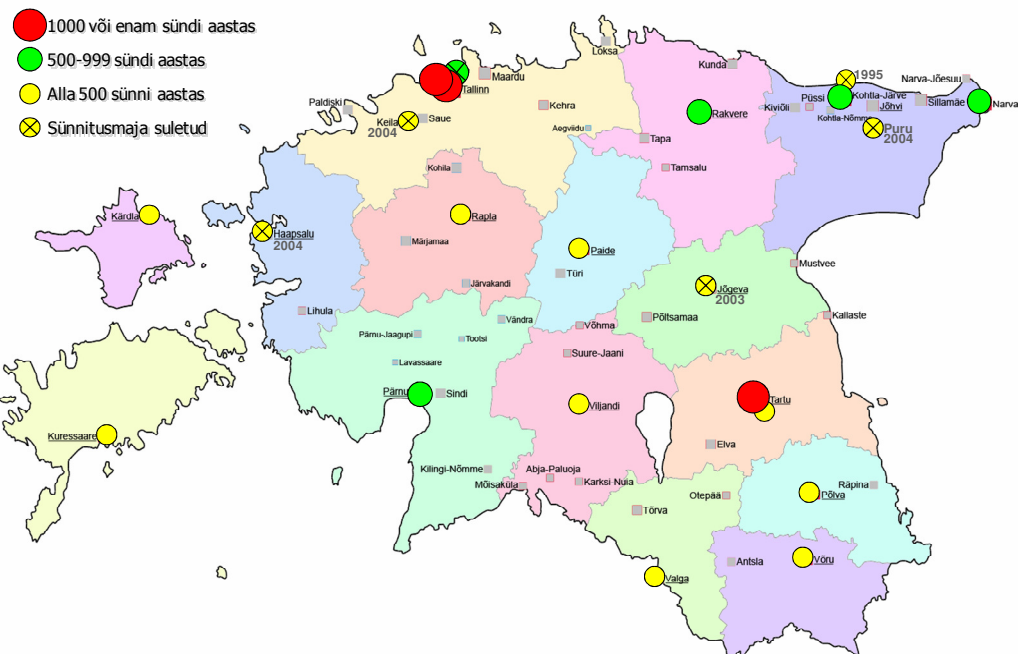 1000 või enam sündi aastas
500-999 sündi aastas
Alla 500 sünni aastas
Sünnitusmaja suletud
Loksa
Kunda
1995
Narva-Jõesuu
Maardu
Tallinn
Paldiski
Kehra
Püssi
Kohtla-Järve
Kiviõli
Jõhvi
Sillamäe
Narva
Keila
Saue
2004
Rakvere
Kohtla-Nõmme
Aegviidu
Puru
2004
Tapa
Kohila
Tamsalu
Kärdla
Rapla
Haapsalu
2004
Märjamaa
Paide
Türi
Mustvee
Järvakandi
Jõgeva
2003
Lihula
Vändra
Võhma
Põltsamaa
Kallaste
Pärnu-Jaagupi
Tootsi
Suure-Jaani
Lavassaare
Pärnu
Sindi
Viljandi
Tartu
Kuressaare
Elva
Kilingi-Nõmme
Abja-Paluoja
Mõisaküla
Karksi-Nuia
Räpina
Otepää
Põlva
Tõrva
Antsla
Võru
Valga